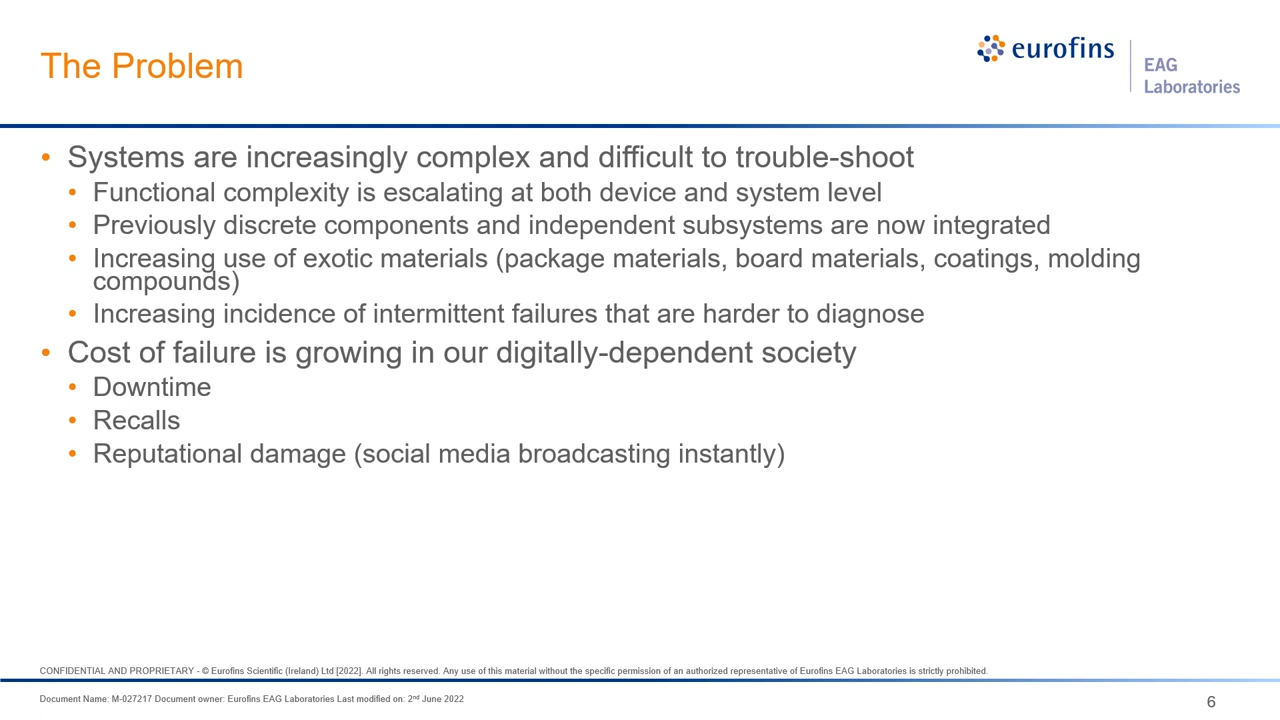 The Problem
eurofins
EAG
Laboratories
• Systems are increasingly complex and difficult to trouble-shoot
• Functional complexity is escalating at both device and system level
• Previously discrete components and independent subsystems are now integrated
• Increasing use of exotic materials (package materials, board materials, coatings, molding
compounds)
• Increasing incidence of intermittent failures that are harder to diagnose
• Cost of failure is growing in our digitally-dependent society
• Downtime
• Recalls
• Reputational damage (social media broadcasting instantly)
CONFIDENTIAL AND PROPRIETARY - © Eurofins Scientific (Ireland) Ltd [2022]. All rights reserved. Any use of this material without the specific permission of an authorized representative of Eurofins EAG Laboratories is strictly prohibited.
Document Name: M-027217 Document owner: Eurofins EAG Laboratories Last modified on: 2nd June 2022
6